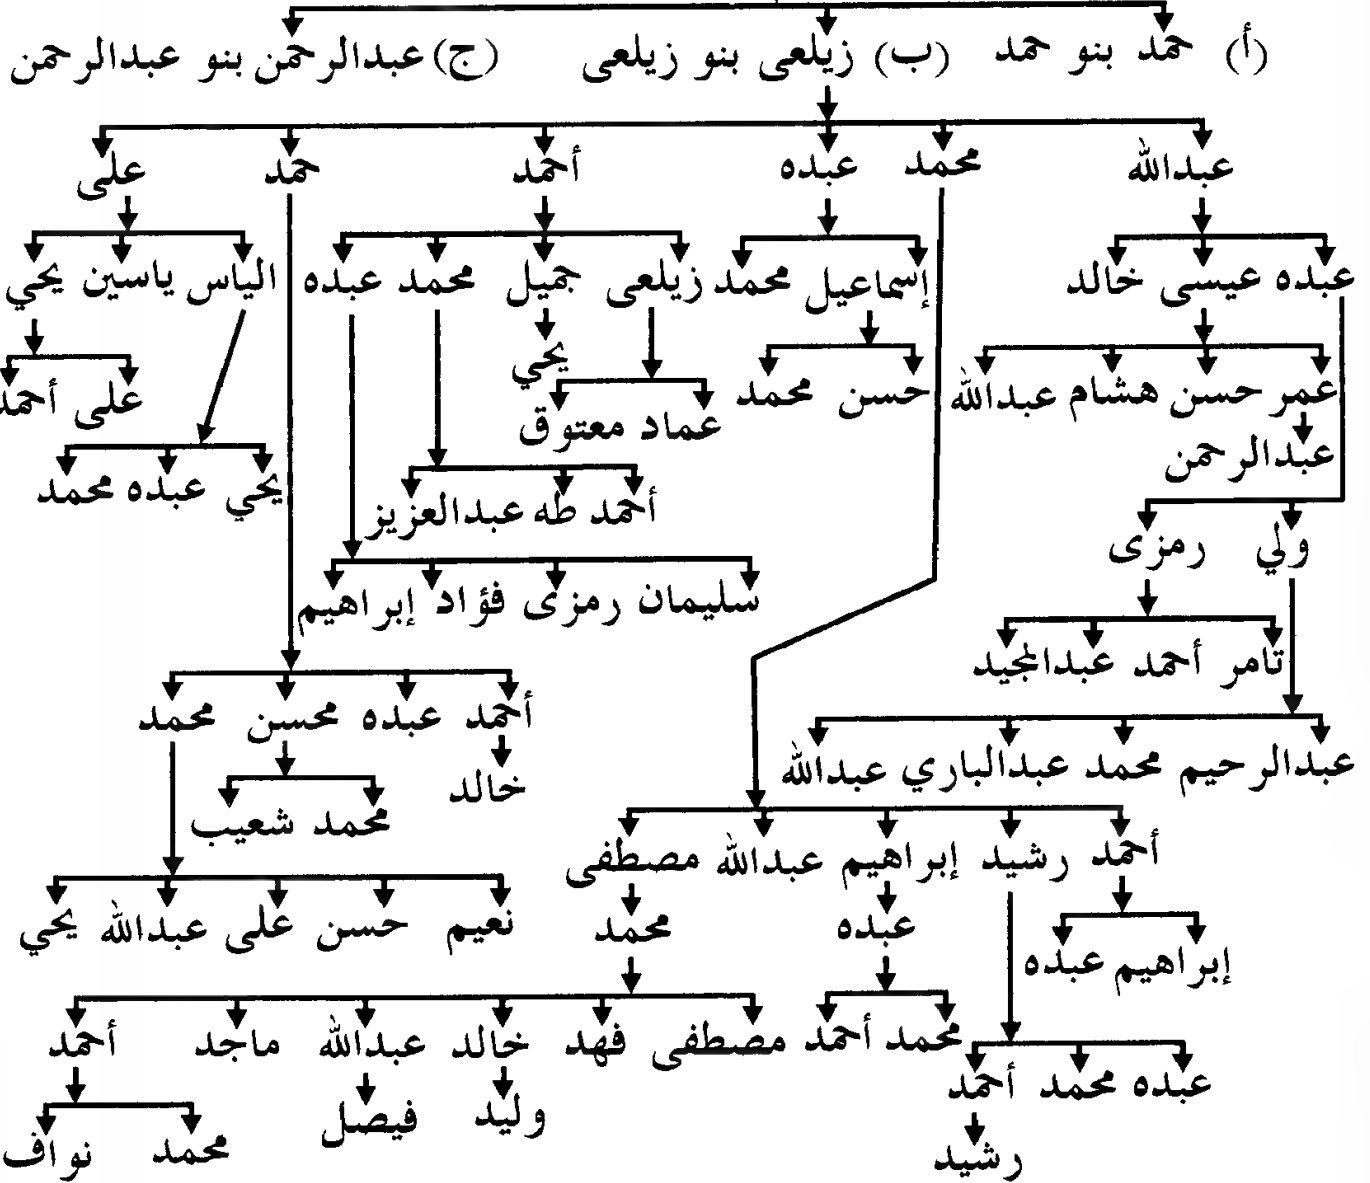 (أ) حمد بنو حمد (ب) زيلعى بنو زيلعى (ج) عبدالرحمن بنو عبدالرحمن
عبدالله محمد عبده أحمد حمد على
عبده عيسى خالد إسماعيل محمد زيلعى جميل محمد عبده الياس ياسين يحي
يحي
عمر حسن هشام عبدالله حسن محمد على أحمد
عماد معتوق
عبدالرحمن
يحي عبده محمد
أحمد طه عبدالعزيز
ولي رمزى
سليمان رمزى فؤاد إبراهيم
تامر أحمد عبدالمجيد
أحمد عبده محسن محمد
عبدالرحيم محمد عبدالباري عبدالله
خالد
محمد شعيب
أحمد رشيد إبراهيم عبدالله مصطفى
عبده محمد نعيم حسن على عبدالله يحي
إبراهيم عبده
محمد أحمد مصطفى فهد خالد عبدالله ماجد أحمد
عبده محمد أحمد
وليد فيصل
محمد نواف
رشيد